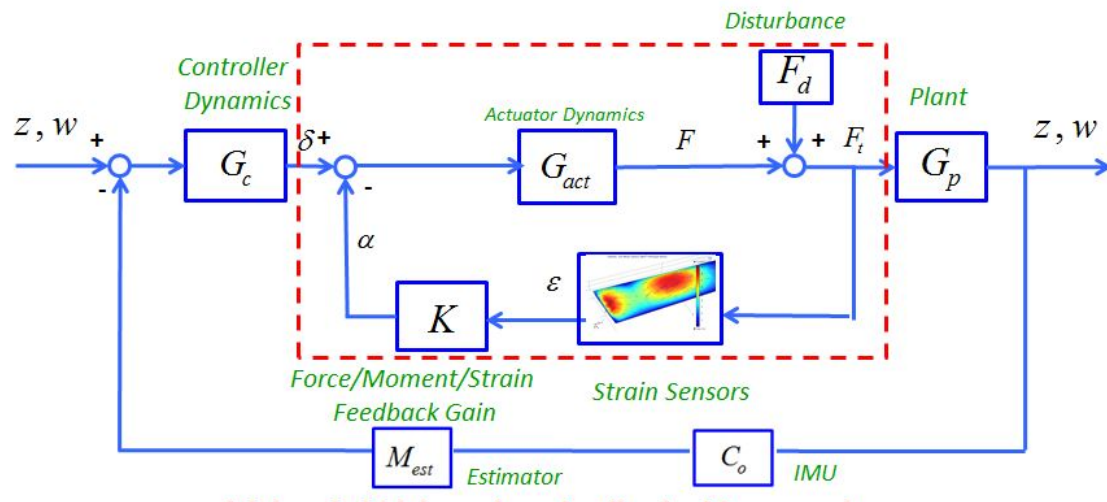 Disturbance
F_d
Controller
Dynamics
Plant
z, w
+
-
G_c
δ
+
-
Actuator Dynamics
G_act
F
+
+
F_t
G_p
z, w
α
K
ε
Force/Moment/Strain
Feedback Gain
Strain Sensors
M_est
Estimator
C_o
IMU